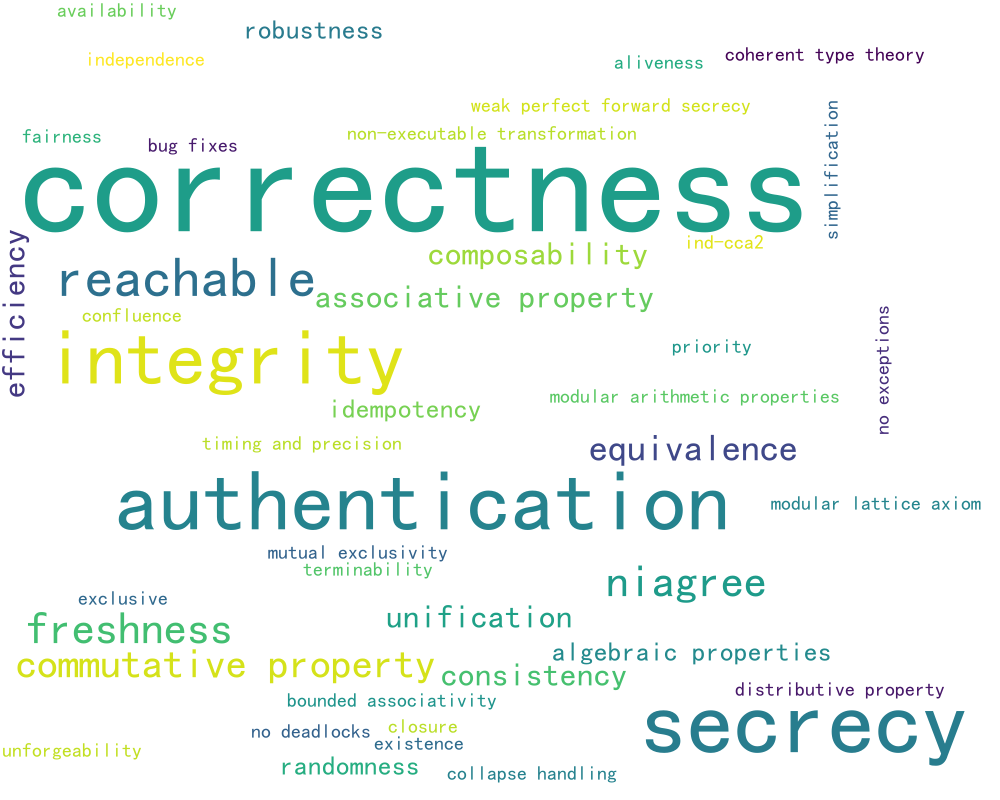 availability
robustness
independence
coherent type theory
aliveness
weak perfect forward secrecy
simplification
fairness
bug fixes
non-executable transformation
correctness
ind-cca2
composability
efficiency
reachable
associative property
confluence
integrity
priority
no exceptions
modular arithmetic properties
idempotency
timing and precision
equivalence
authentication
modular lattice axiom
mutual exclusivity
terminability
niagree
exclusive
unification
freshness
algebraic properties
commutative property
consistency
distributive property
bounded associativity
secrecy
closure
no deadlocks
existence
unforgeability
randomness
collapse handling